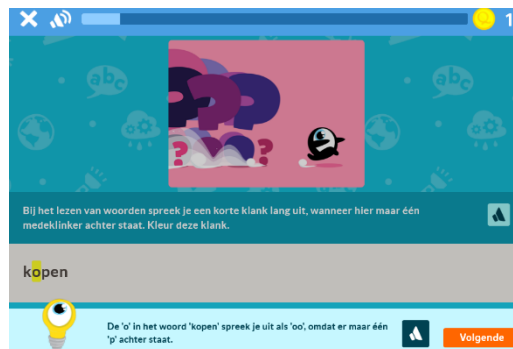 1
abc
abc
Bij het lezen van woorden spreek je een korte klank lang uit, wanneer hier maar één
medeklinker achter staat. Kleur deze klank.
kopen
De 'o' in het woord 'kopen' spreek je uit als 'oo', omdat er maar één
'p' achter staat.
Volgende